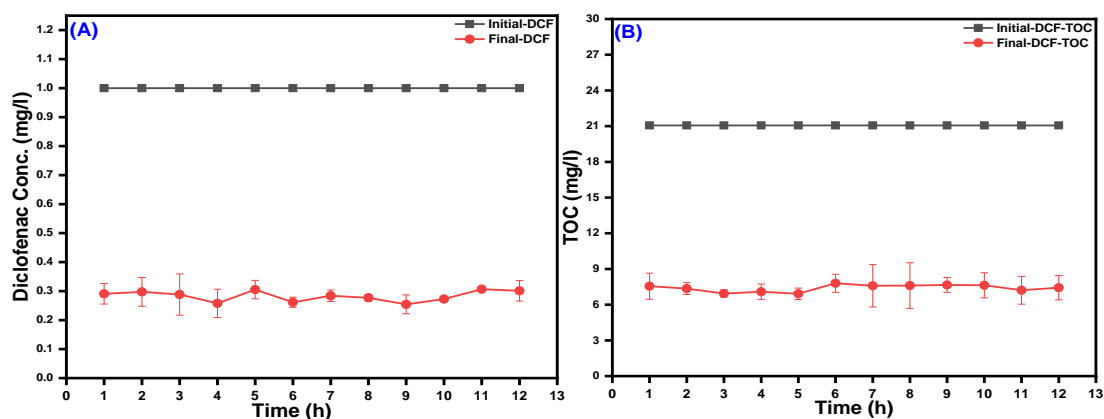 (A)
Initial-DCF
Final-DCF
Diclofenac Conc. (mg/l)
1.2
1.1
1.0
0.9
0.8
0.7
0.6
0.5
0.4
0.3
0.2
0.1
0.0
0 1 2 3 4 5 6 7 8 9 10 11 12 13
Time (h)
(B)
Initial-DCF-TOC
Final-DCF-TOC
TOC (mg/l)
30
27
24
21
18
15
12
9
6
3
0
0 1 2 3 4 5 6 7 8 9 10 11 12 13
Time (h)